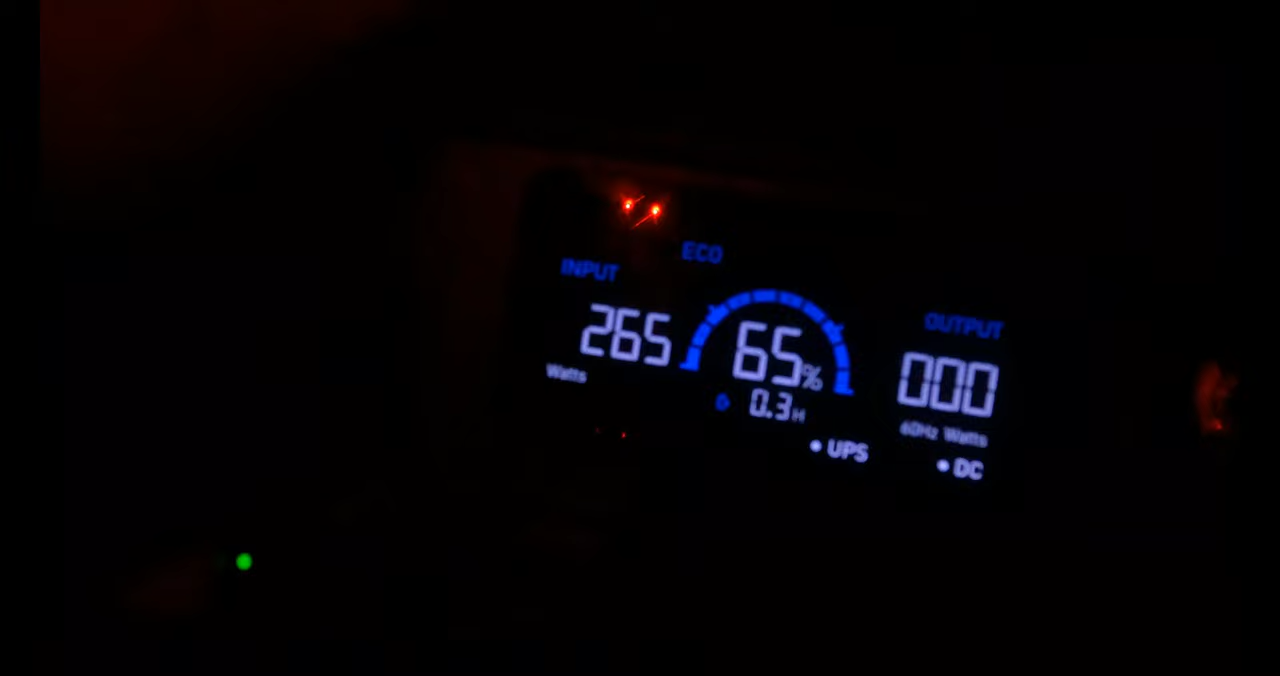 ECO
INPUT
OUTPUT
265
65%
000
Watts
0.3H
60Hz Watts
UPS
DC